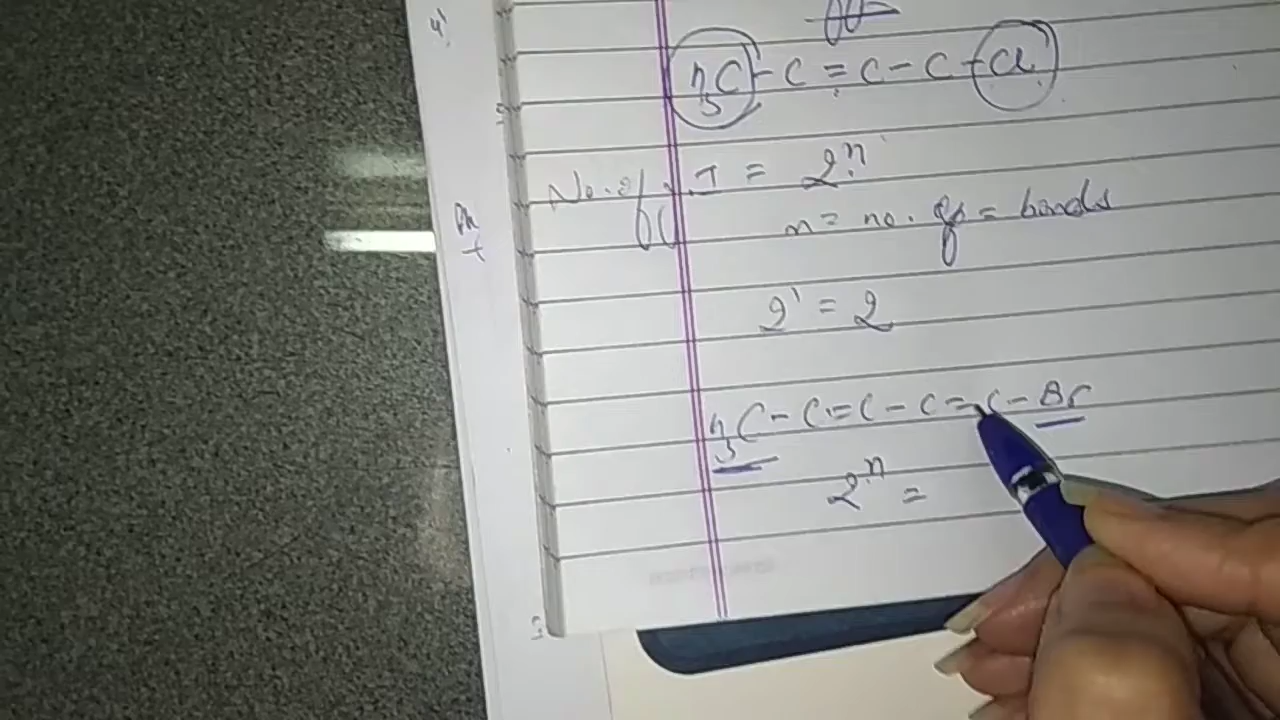 H3C - C = C - C - Cl
No. of I = 2^n
n = no. of = bonds
2^1 = 2
H3C - C = C - C = C - Br
2^n =